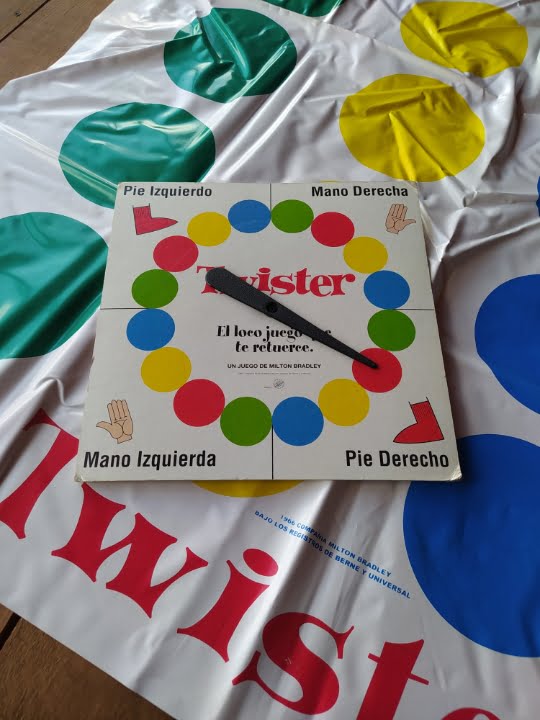 Pie Izquierdo
Mano Derecha
Twister
El loco juego que
te retuerce.
UN JUEGO DE MILTON BRADLEY
Mano Izquierda
Pie Derecho
1966 COMPAÑIA MILTON BRADLEY
BAJO LOS REGISTROS DE BERNE Y UNIVERSAL
Twiste